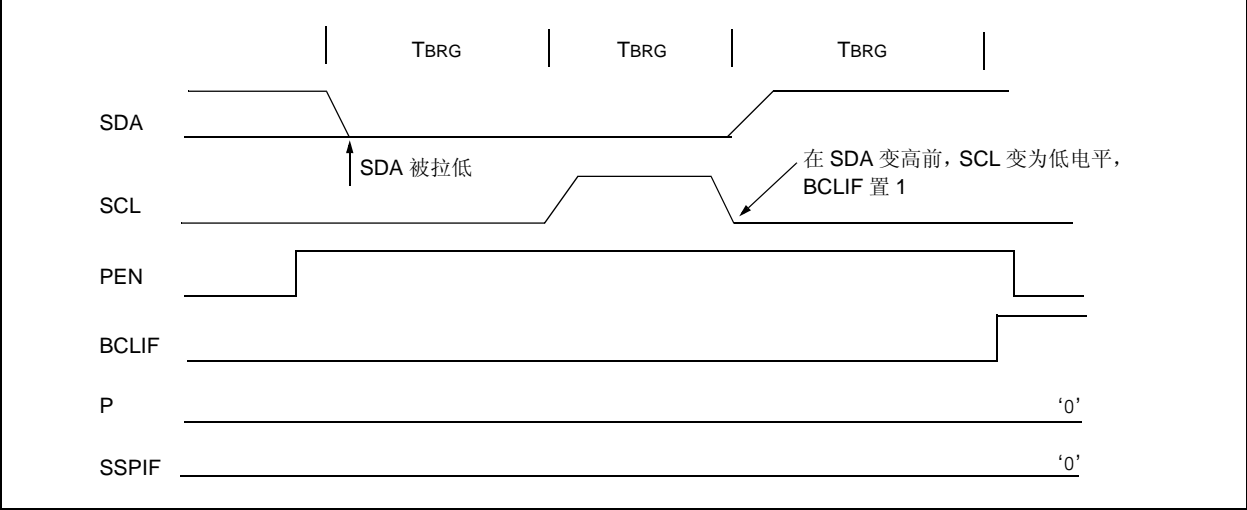 TBRG TBRG TBRG
SDA
SDA 被拉低
在 SDA 变高前，SCL 变为低电平，
BCLIF 置 1
SCL
PEN
BCLIF
P ‘0’
SSPIF ‘0’